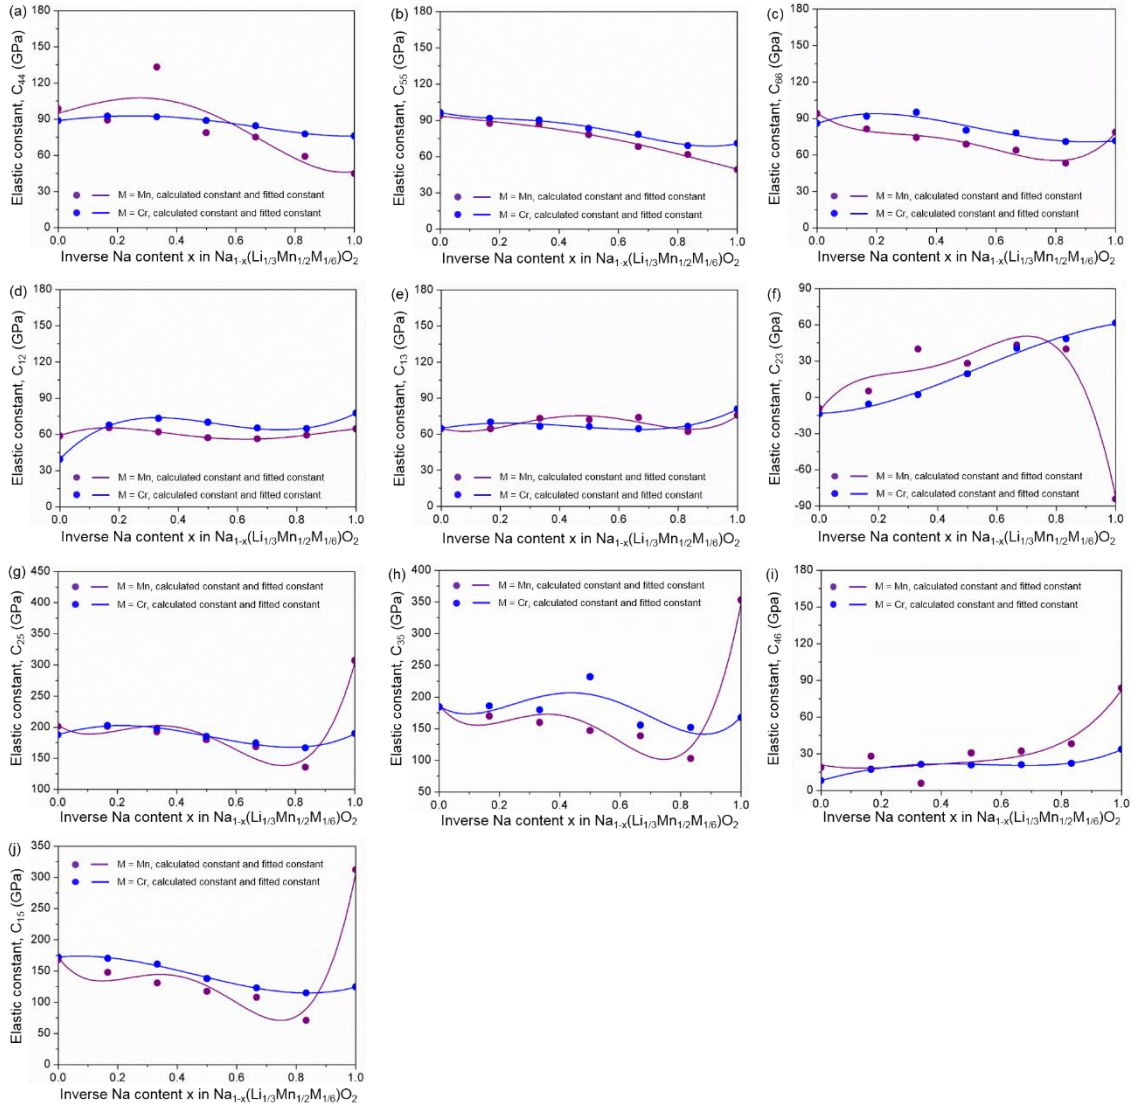 (a)
180
150
120
90
60
30
0
Elastic constant, C₄₄ (GPa)
M = Mn, calculated constant and fitted constant
M = Cr, calculated constant and fitted constant
0.0 0.2 0.4 0.6 0.8 1.0
Inverse Na content x in Na₁₋ₓ(Li₁/₃Mn₁/₂M₁/₆)O₂
(b)
180
150
120
90
60
30
0
Elastic constant, C₅₅ (GPa)
M = Mn, calculated constant and fitted constant
M = Cr, calculated constant and fitted constant
0.0 0.2 0.4 0.6 0.8 1.0
Inverse Na content x in Na₁₋ₓ(Li₁/₃Mn₁/₂M₁/₆)O₂
(c)
180
150
120
90
60
30
0
Elastic constant, C₆₆ (Gpa)
M = Mn, calculated constant and fitted constant
M = Cr, calculated constant and fitted constant
0.0 0.2 0.4 0.6 0.8 1.0
Inverse Na content x in Na₁₋ₓ(Li₁/₃Mn₁/₂M₁/₆)O₂
(d)
180
150
120
90
60
30
0
Elastic constant, C₁₂ (GPa)
M = Mn, calculated constant and fitted constant
M = Cr, calculated constant and fitted constant
0.0 0.2 0.4 0.6 0.8 1.0
Inverse Na content x in Na₁₋ₓ(Li₁/₃Mn₁/₂M₁/₆)O₂
(e)
180
150
120
90
60
30
0
Elastic constant, C₁₃ (GPa)
M = Mn, calculated constant and fitted constant
M = Cr, calculated constant and fitted constant
0.0 0.2 0.4 0.6 0.8 1.0
Inverse Na content x in Na₁₋ₓ(Li₁/₃Mn₁/₂M₁/₆)O₂
(f)
90
60
30
0
-30
-60
-90
Elastic constant, C₂₃ (Gpa)
M = Mn, calculated constant and fitted constant
M = Cr, calculated constant and fitted constant
0.0 0.2 0.4 0.6 0.8 1.0
Inverse Na content x in Na₁₋ₓ(Li₁/₃Mn₁/₂M₁/₆)O₂
(g)
450
400
350
300
250
200
150
100
Elastic constant, C₂₅ (GPa)
M = Mn, calculated constant and fitted constant
M = Cr, calculated constant and fitted constant
0.0 0.2 0.4 0.6 0.8 1.0
Inverse Na content x in Na₁₋ₓ(Li₁/₃Mn₁/₂M₁/₆)O₂
(h)
400
350
300
250
200
150
100
50
Elastic constant, C₃₅ (GPa)
M = Mn, calculated constant and fitted constant
M = Cr, calculated constant and fitted constant
0.0 0.2 0.4 0.6 0.8 1.0
Inverse Na content x in Na₁₋ₓ(Li₁/₃Mn₁/₂M₁/₆)O₂
(i)
180
150
120
90
60
30
0
Elastic constant, C₄₆ (Gpa)
M = Mn, calculated constant and fitted constant
M = Cr, calculated constant and fitted constant
0.0 0.2 0.4 0.6 0.8 1.0
Inverse Na content x in Na₁₋ₓ(Li₁/₃Mn₁/₂M₁/₆)O₂
(j)
350
300
250
200
150
100
50
0
Elastic constant, C₁₅ (GPa)
M = Mn, calculated constant and fitted constant
M = Cr, calculated constant and fitted constant
0.0 0.2 0.4 0.6 0.8 1.0
Inverse Na content x in Na₁₋ₓ(Li₁/₃Mn₁/₂M₁/₆)O₂